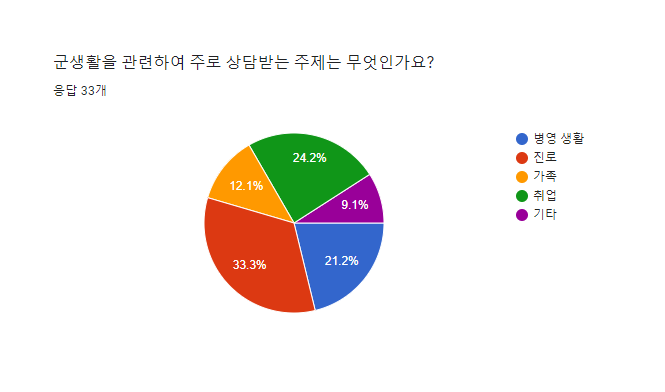 군생활을 관련하여 주로 상담받는 주제는 무엇인가요?
응답 33개
병영 생활
진로
가족
취업
기타
24.2%
12.1%
9.1%
33.3%
21.2%